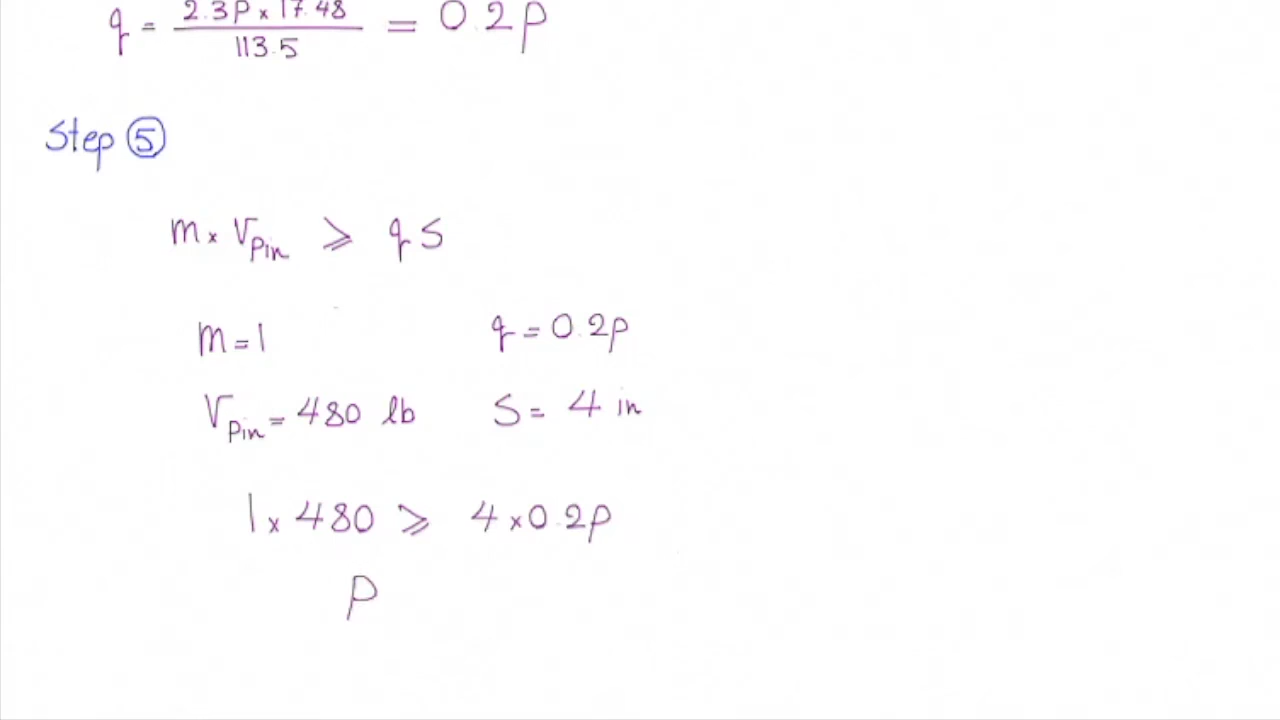 q = 2.3P × 17.48 / 113.5 = 0.2P
Step ⑤
m × V_Pin ⩾ q S
m = 1 q = 0.2P
V_Pin = 480 lb S = 4 in
1 × 480 ⩾ 4 × 0.2P
P